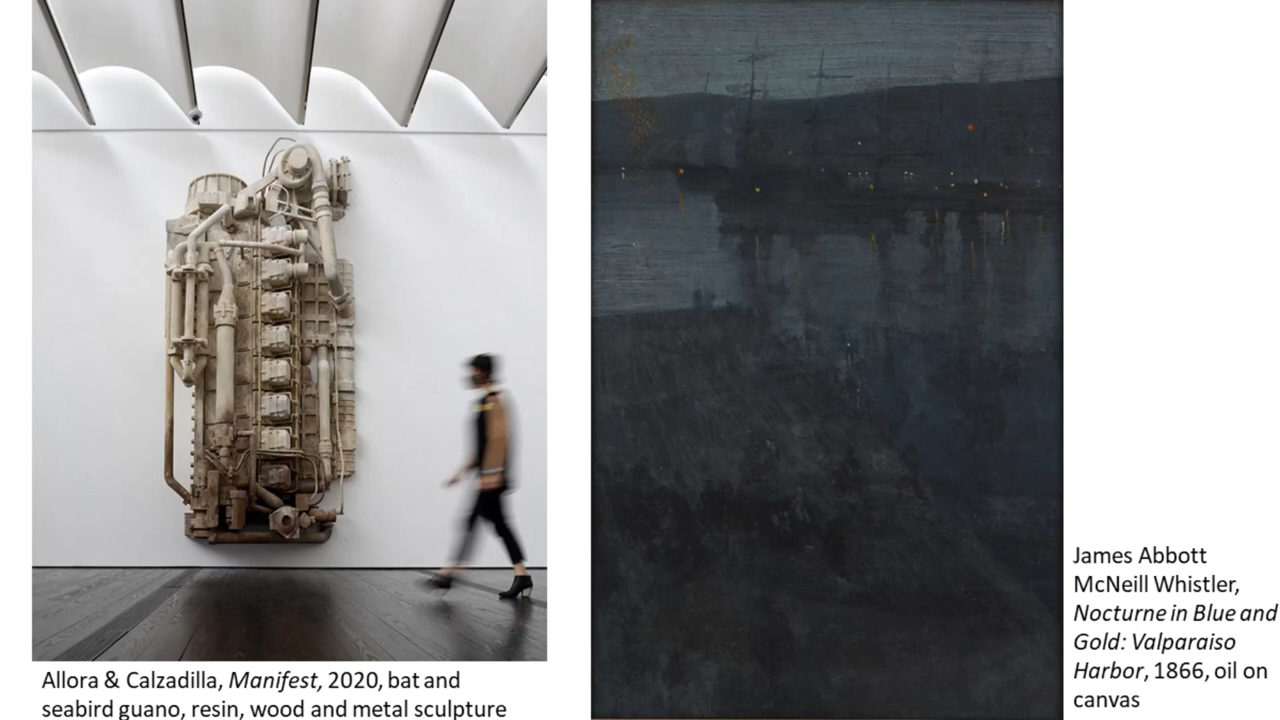 Allora & Calzadilla, Manifest, 2020, bat and
seabird guano, resin, wood and metal sculpture
James Abbott
McNeill Whistler,
Nocturne in Blue and
Gold: Valparaiso
Harbor, 1866, oil on
canvas